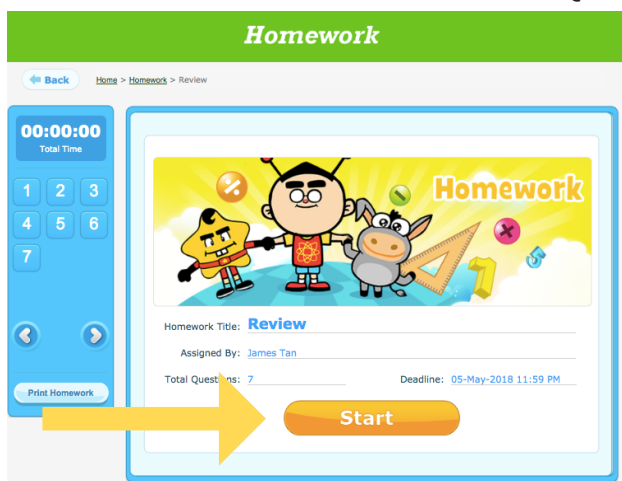 Homework
Back Home > Homework > Review
00:00:00
Total Time
1 2 3
4 5 6
7
Print Homework
Homework
Homework Title: Review
Assigned By: James Tan
Total Questions: 7 Deadline: 05-May-2018 11:59 PM
Start